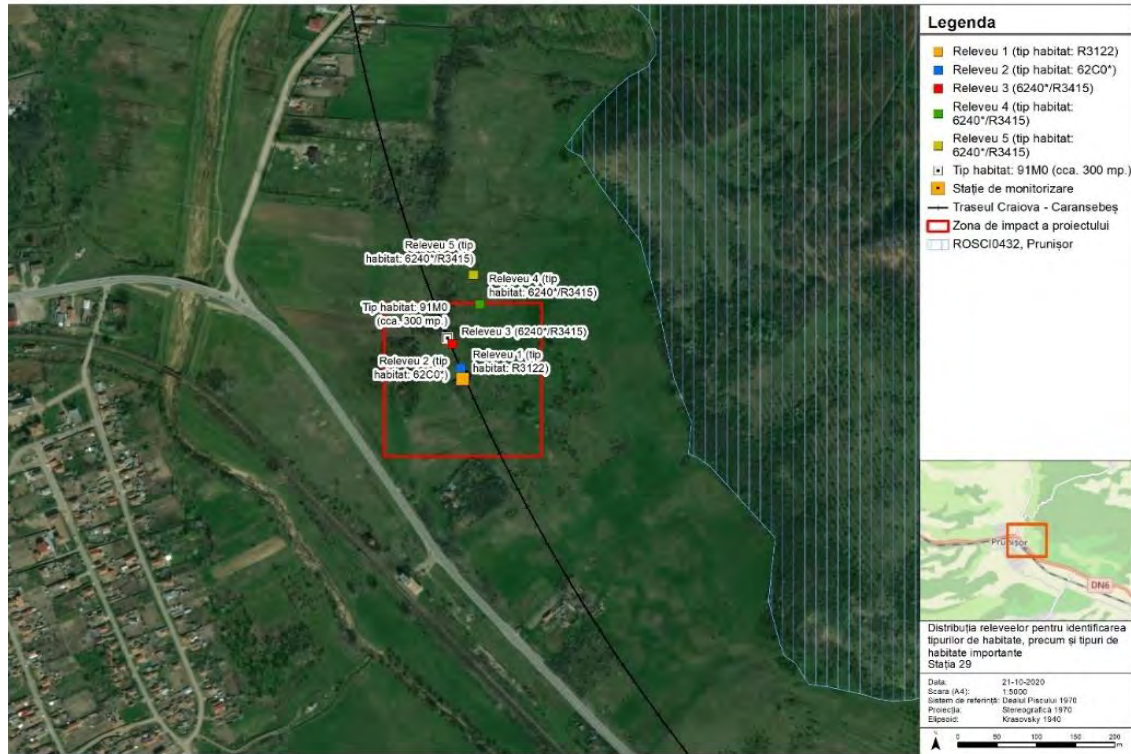 Legenda
Releveu 1 (tip habitat: R3122)
Releveu 2 (tip habitat: 62C0*)
Releveu 3 (6240*/R3415)
Releveu 4 (tip habitat:
6240*/R3415)
Releveu 5 (tip habitat:
6240*/R3415)
Tip habitat: 91M0 (cca. 300 mp.)
Stație de monitorizare
Traseul Craiova - Caransebeș
Zona de impact a proiectului
ROSCI0432, Prunișor
Releveu 5 (tip
habitat: 6240*/R3415)
Releveu 4 (tip
habitat: 6240*/R3415)
Tip habitat: 91M0
(cca. 300 mp.)
Releveu 3 (6240*/R3415)
Releveu 2 (tip
habitat: 62C0*)
Releveu 1 (tip
habitat: R3122)
Prunișor
DN6
Distribuția releveelor pentru identificarea
tipurilor de habitate, precum și tipuri de
habitate importante
Stația 29
Data: 21-10-2020
Scara (A4): 1:5000
Sistem de referință: Dealul Piscului 1970
Proiecția: Stereografică 1970
Elipsoid: Krasovsky 1940
0 50 100 150 200
m